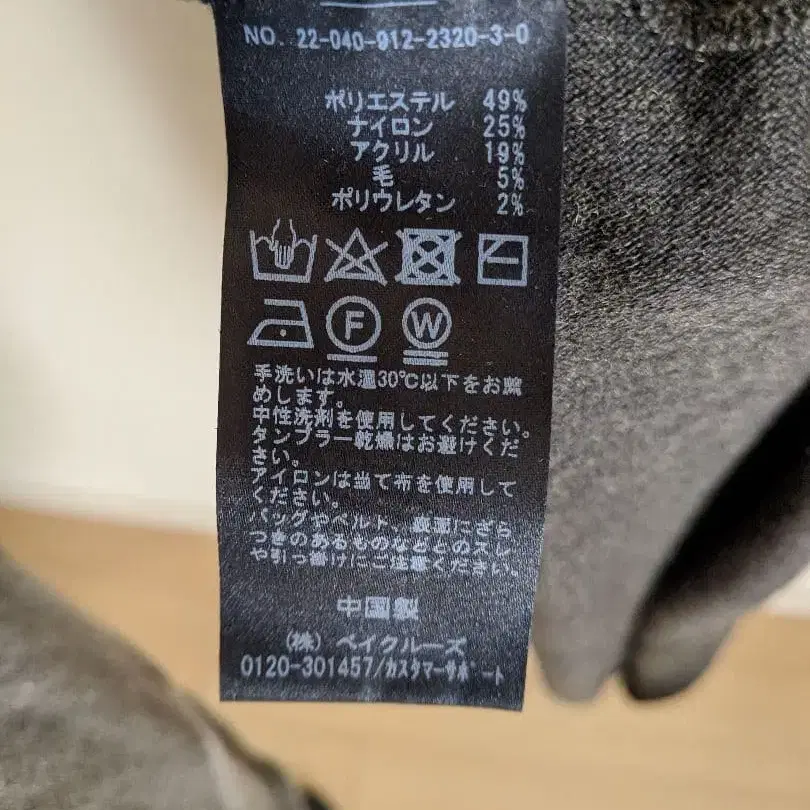 NO. 22-040-912-2320-3-0
ポリエステル 49%
ナイロン 25%
アクリル 19%
毛 5%
ポリウレタン 2%
F W
手洗いは水温30℃以下をお薦
めします。
中性洗剤を使用してください。
タンブラー乾燥はお避けくだ
さい。
アイロンは当て布を使用して
ください。
バッグやベルト、表面にざら
つきのあるものなどとのスレ
や引っ掛けにご注意ください。
中国製
(株) ベイクルーズ
0120-301457/カスタマーサポート